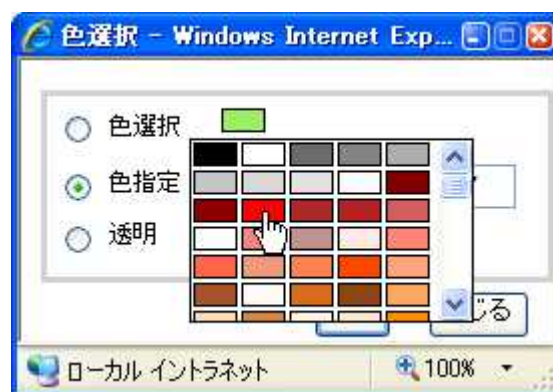 色選択 - Windows Internet Exp...
色選択
色指定
透明
じる
ローカル イントラネット
100%